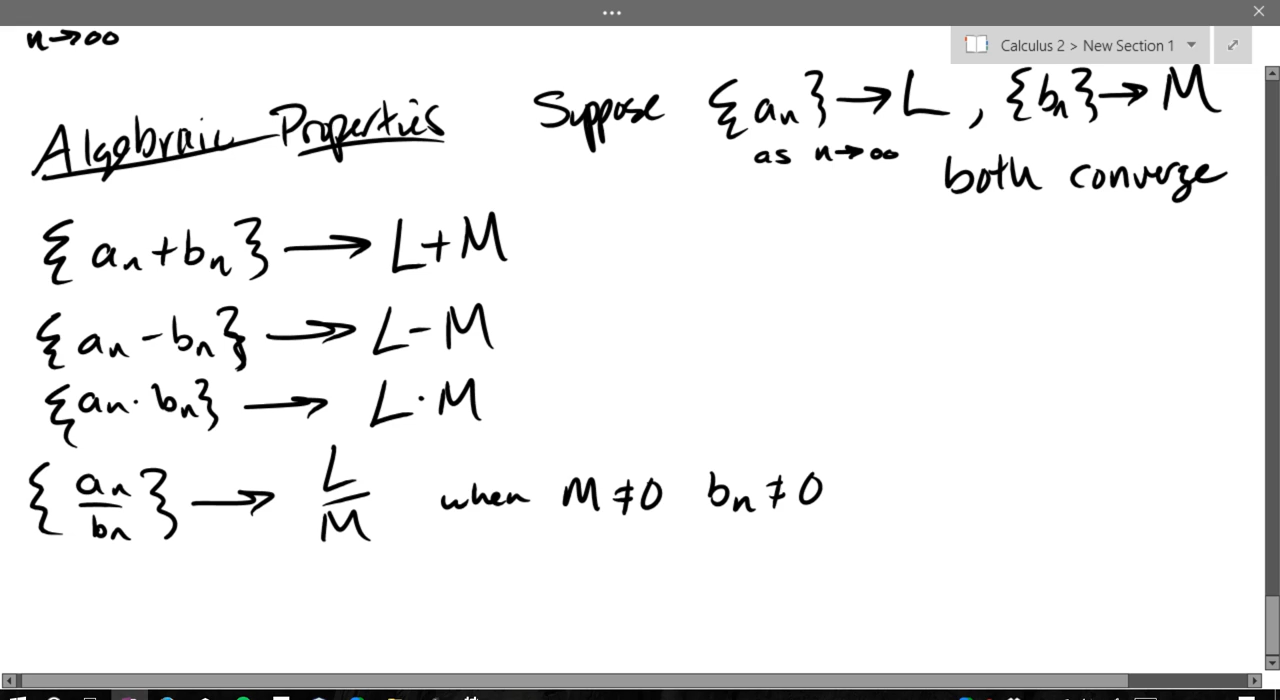 n→∞
Calculus 2 > New Section 1
Algebraic Properties Suppose {aₙ} → L , {bₙ} → M
as n→∞ both converge
{aₙ + bₙ} → L+M
{aₙ - bₙ} → L-M
{aₙ · bₙ} → L·M
{aₙ/bₙ} → L/M when M≠0 bₙ≠0